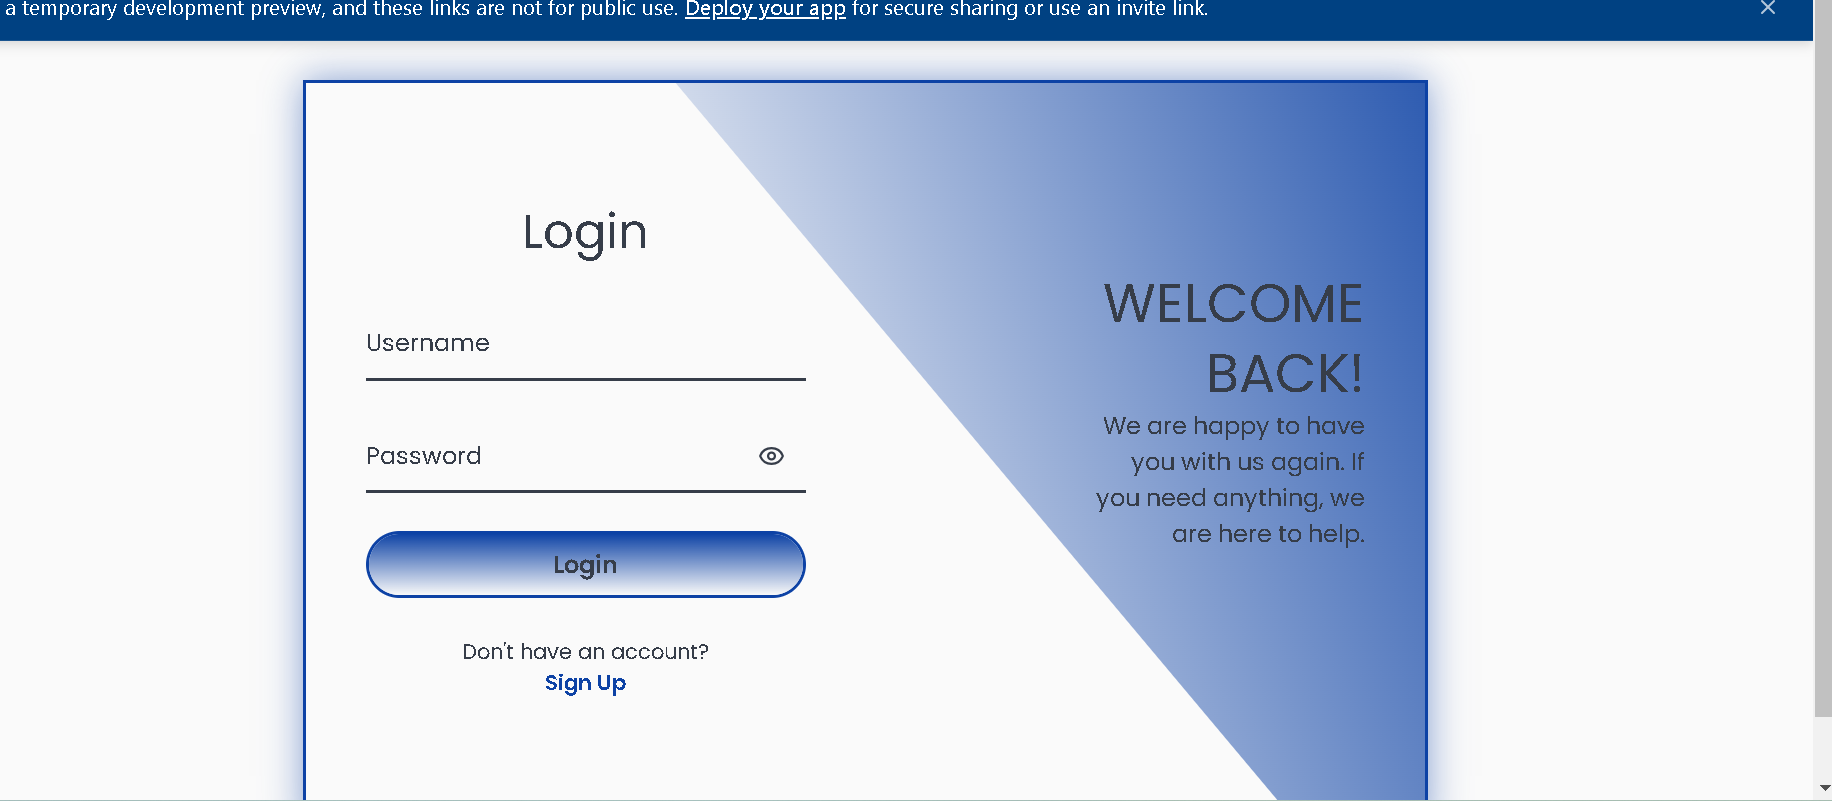 a temporary development preview, and these links are not for public use. Deploy your app for secure sharing or use an invite link.
Login
Username
Password
Login
Don't have an account?
Sign Up
WELCOME
BACK!
We are happy to have
you with us again. If
you need anything, we
are here to help.